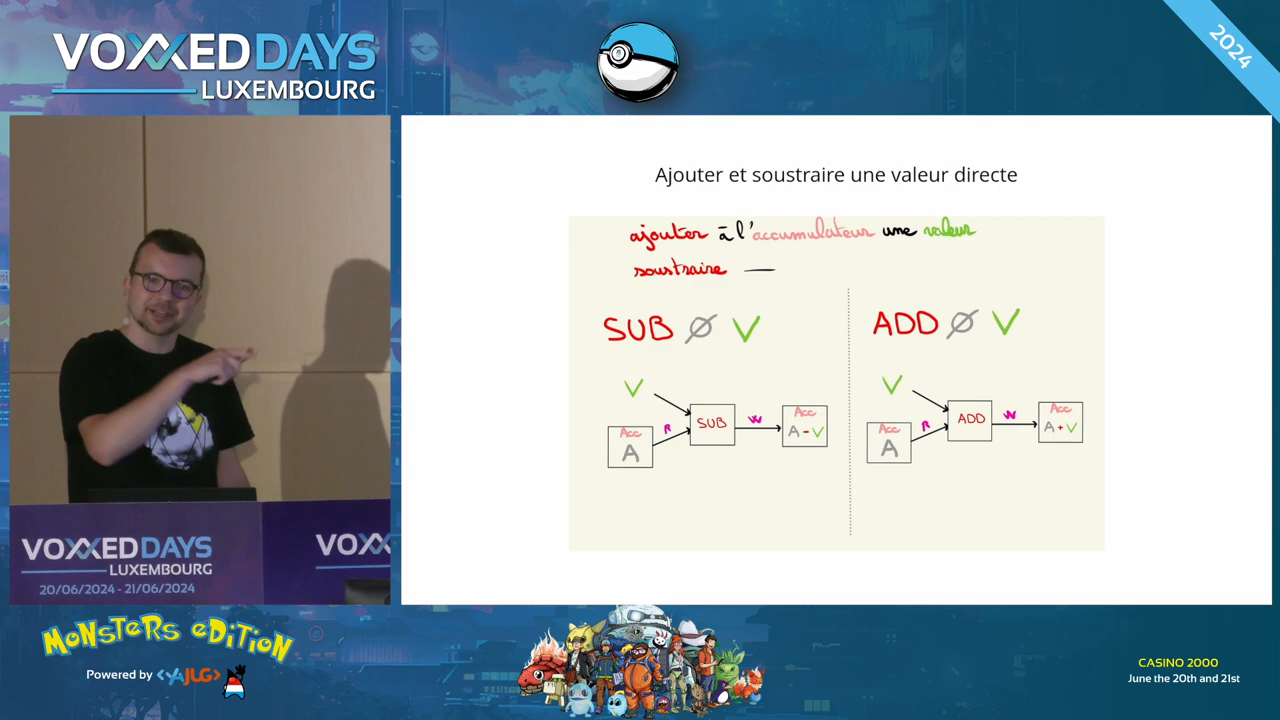 VOXXEDDAYS
LUXEMBOURG
2024
Ajouter et soustraire une valeur directe
ajouter à l'accumulateur une valeur
soustraire —
SUB Ø V
ADD Ø V
V
Acc
A
R
SUB
W
Acc
A - V
V
Acc
A
R
ADD
W
Acc
A + V
VOXXEDDAYS
LUXEMBOURG
20/06/2024 - 21/06/2024
VOXX
MONSTERS EDITION
Powered by <YAJLG>
CASINO 2000
June the 20th and 21st